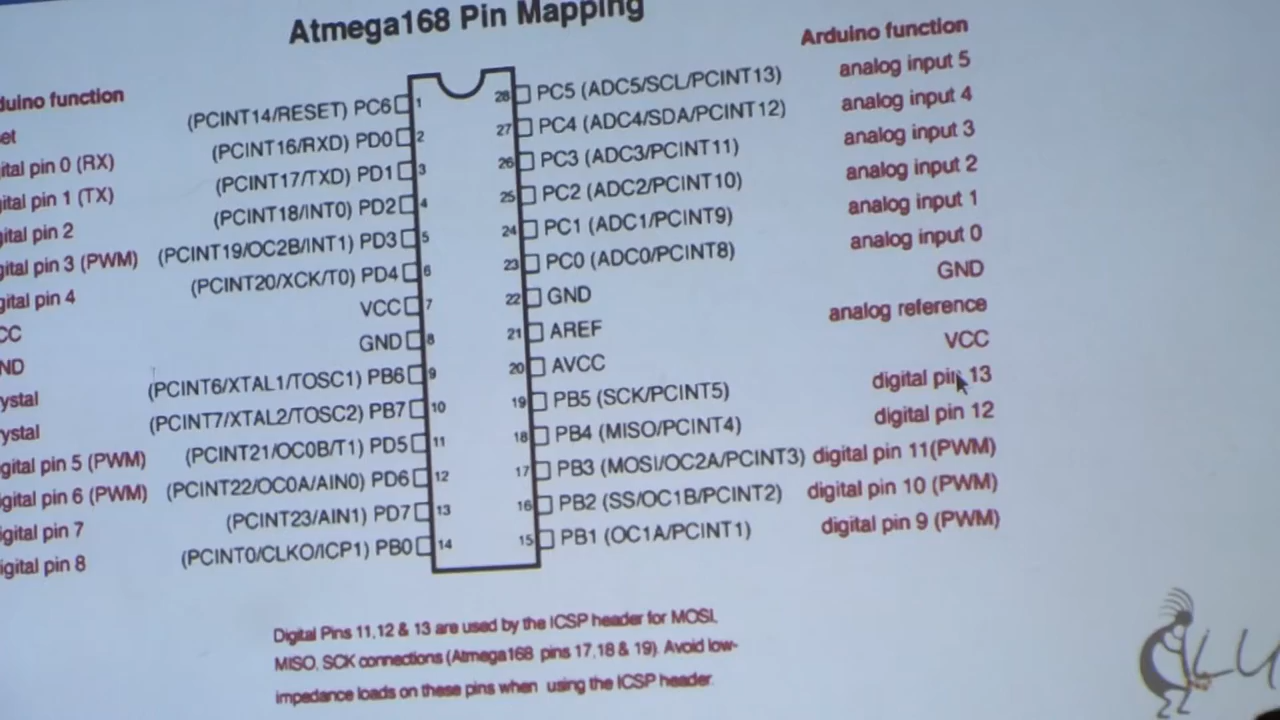 Atmega168 Pin Mapping
Arduino function
duino function
et
(PCINT14/RESET) PC6 1
28 PC5 (ADC5/SCL/PCINT13) analog input 5
ital pin 0 (RX) (PCINT16/RXD) PD0 2
27 PC4 (ADC4/SDA/PCINT12) analog input 4
ital pin 1 (TX) (PCINT17/TXD) PD1 3
26 PC3 (ADC3/PCINT11) analog input 3
ital pin 2 (PCINT18/INT0) PD2 4
25 PC2 (ADC2/PCINT10) analog input 2
gital pin 3 (PWM) (PCINT19/OC2B/INT1) PD3 5
24 PC1 (ADC1/PCINT9) analog input 1
gital pin 4 (PCINT20/XCK/T0) PD4 6
23 PC0 (ADC0/PCINT8) analog input 0
CC VCC 7
22 GND GND
ND GND 8
21 AREF analog reference
ystal (PCINT6/XTAL1/TOSC1) PB6 9
20 AVCC VCC
ystal (PCINT7/XTAL2/TOSC2) PB7 10
19 PB5 (SCK/PCINT5) digital pin 13
gital pin 5 (PWM) (PCINT21/OC0B/T1) PD5 11
18 PB4 (MISO/PCINT4) digital pin 12
gital pin 6 (PWM) (PCINT22/OC0A/AIN0) PD6 12
17 PB3 (MOSI/OC2A/PCINT3) digital pin 11(PWM)
igital pin 7 (PCINT23/AIN1) PD7 13
16 PB2 (SS/OC1B/PCINT2) digital pin 10 (PWM)
igital pin 8 (PCINT0/CLKO/ICP1) PB0 14
15 PB1 (OC1A/PCINT1) digital pin 9 (PWM)
Digital Pins 11,12 & 13 are used by the ICSP header for MOSI,
MISO, SCK connections (Atmega168 pins 17,18 & 19). Avoid low-
impedance loads on these pins when using the ICSP header.